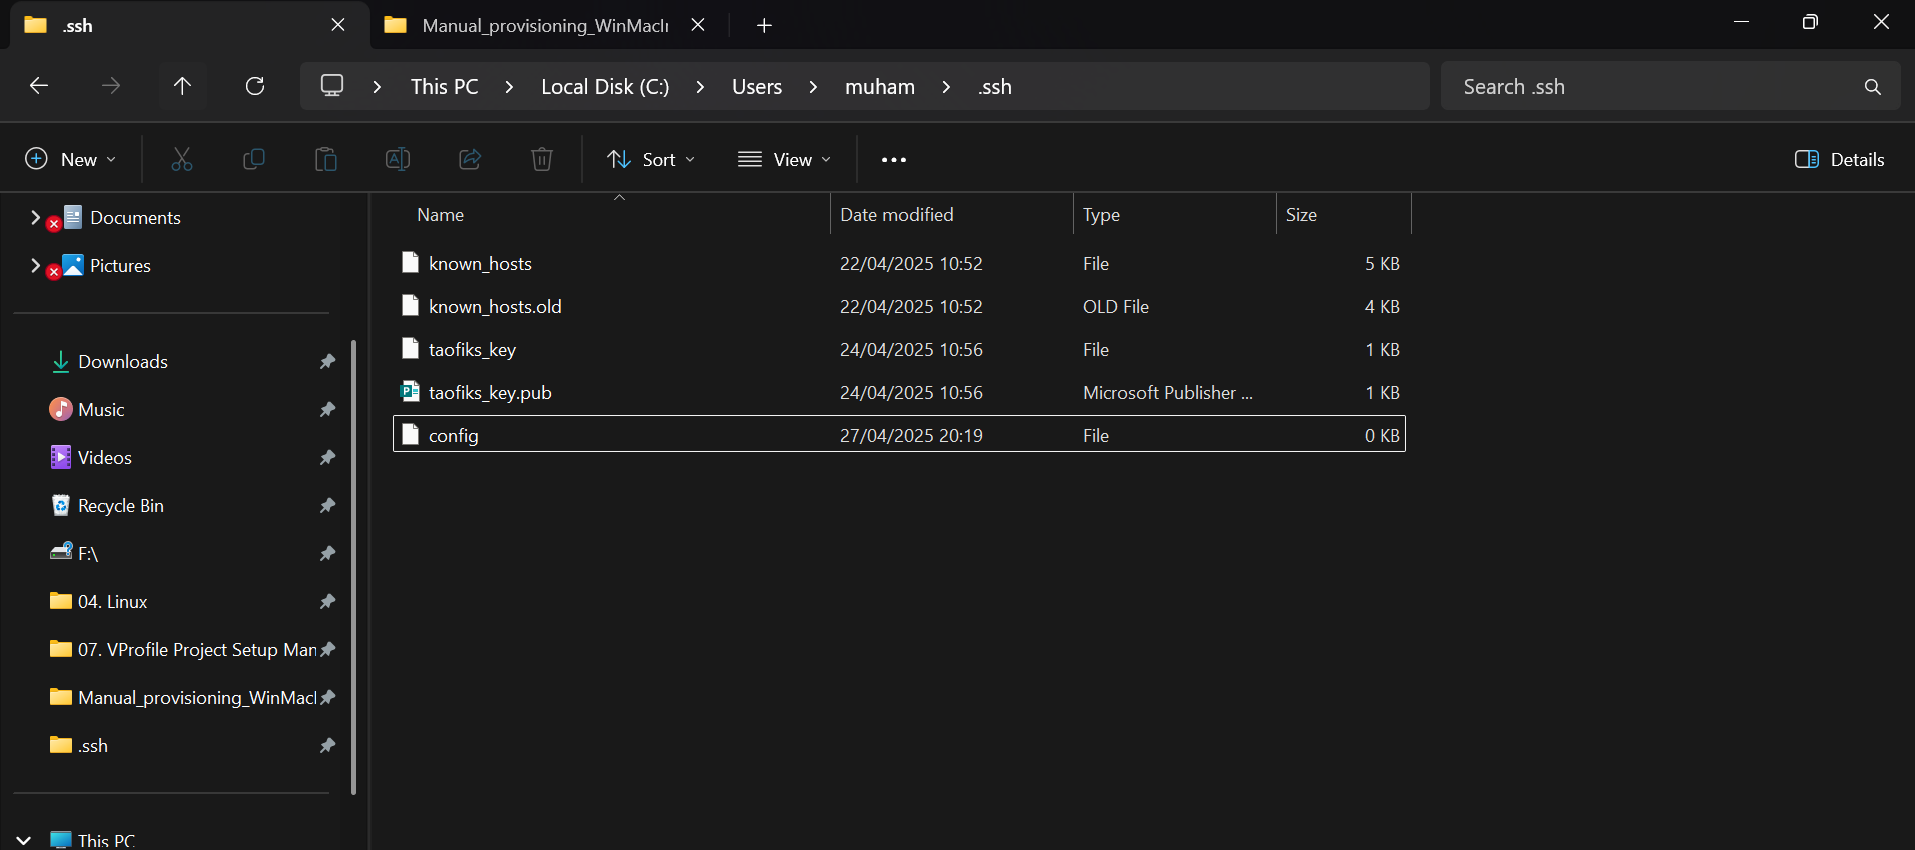 .ssh
Manual_provisioning_WinMacI
This PC
Local Disk (C:)
Users
muham
.ssh
Search .ssh
New
Sort
View
Details
Documents
Pictures
Downloads
Music
Videos
Recycle Bin
F:\
04. Linux
07. VProfile Project Setup Man
Manual_provisioning_WinMacI
.ssh
This PC
Name Date modified Type Size
known_hosts 22/04/2025 10:52 File 5 KB
known_hosts.old 22/04/2025 10:52 OLD File 4 KB
taofiks_key 24/04/2025 10:56 File 1 KB
taofiks_key.pub 24/04/2025 10:56 Microsoft Publisher ... 1 KB
config 27/04/2025 20:19 File 0 KB